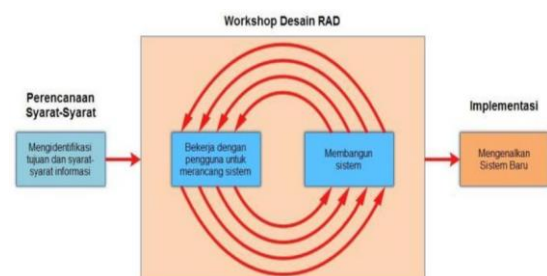 Workshop Desain RAD
Perencanaan
Syarat-Syarat
Mengidentifikasi
tujuan dan syarat-
syarat informasi
Bekerja dengan
pengguna untuk
merancang sistem
Membangun
sistem
Implementasi
Mengenalkan
Sistem Baru